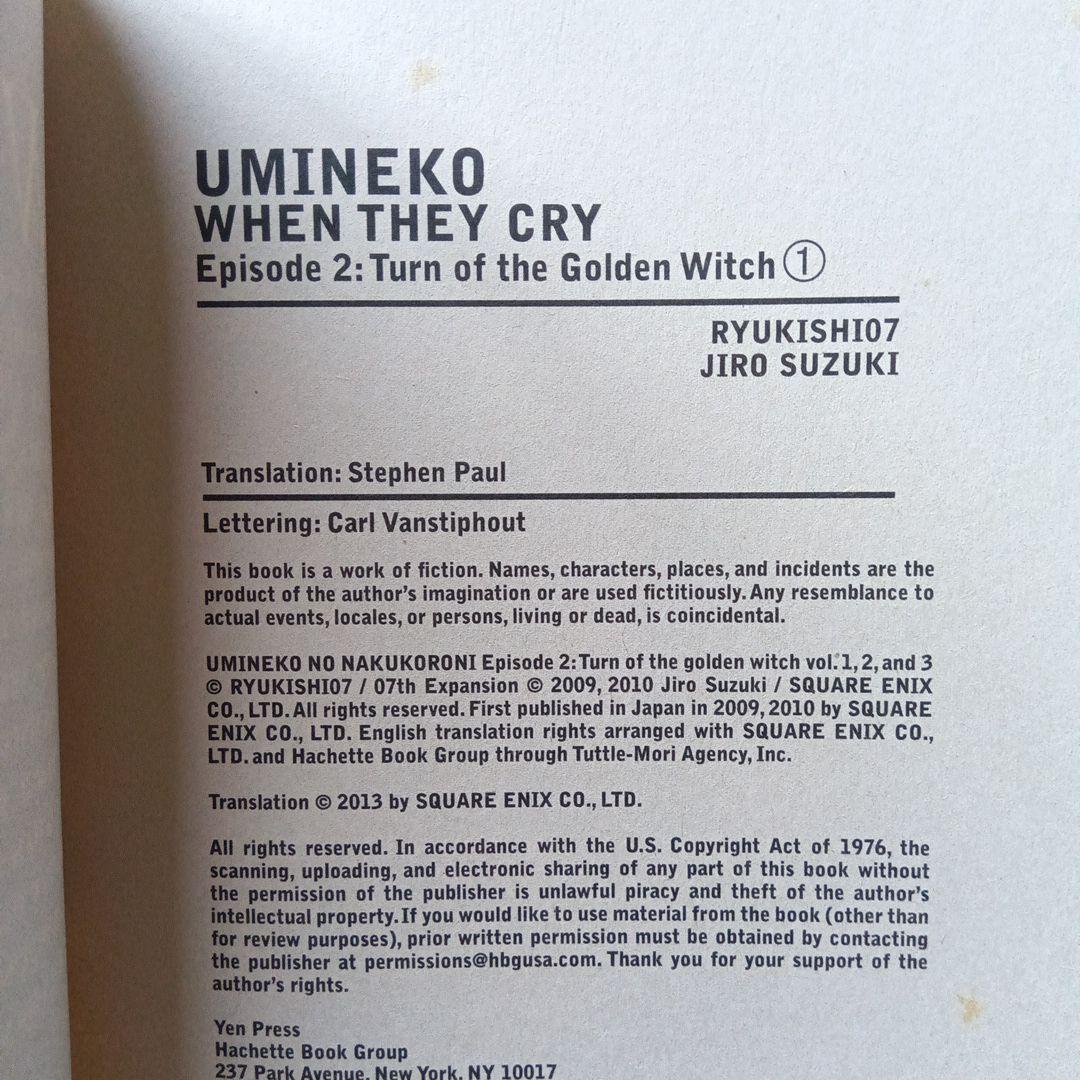 UMINEKO
WHEN THEY CRY
Episode 2: Turn of the Golden Witch ①
RYUKISHI07
JIRO SUZUKI
Translation: Stephen Paul
Lettering: Carl Vanstiphout
This book is a work of fiction. Names, characters, places, and incidents are the
product of the author's imagination or are used fictitiously. Any resemblance to
actual events, locales, or persons, living or dead, is coincidental.
UMINEKO NO NAKUKORONI Episode 2: Turn of the golden witch vol. 1, 2, and 3
© RYUKISHI07 / 07th Expansion © 2009, 2010 Jiro Suzuki / SQUARE ENIX
CO., LTD. All rights reserved. First published in Japan in 2009, 2010 by SQUARE
ENIX CO., LTD. English translation rights arranged with SQUARE ENIX CO.,
LTD. and Hachette Book Group through Tuttle-Mori Agency, Inc.
Translation © 2013 by SQUARE ENIX CO., LTD.
All rights reserved. In accordance with the U.S. Copyright Act of 1976, the
scanning, uploading, and electronic sharing of any part of this book without
the permission of the publisher is unlawful piracy and theft of the author's
intellectual property. If you would like to use material from the book (other than
for review purposes), prior written permission must be obtained by contacting
the publisher at permissions@hbgusa.com. Thank you for your support of the
author's rights.
Yen Press
Hachette Book Group
237 Park Avenue, New York, NY 10017